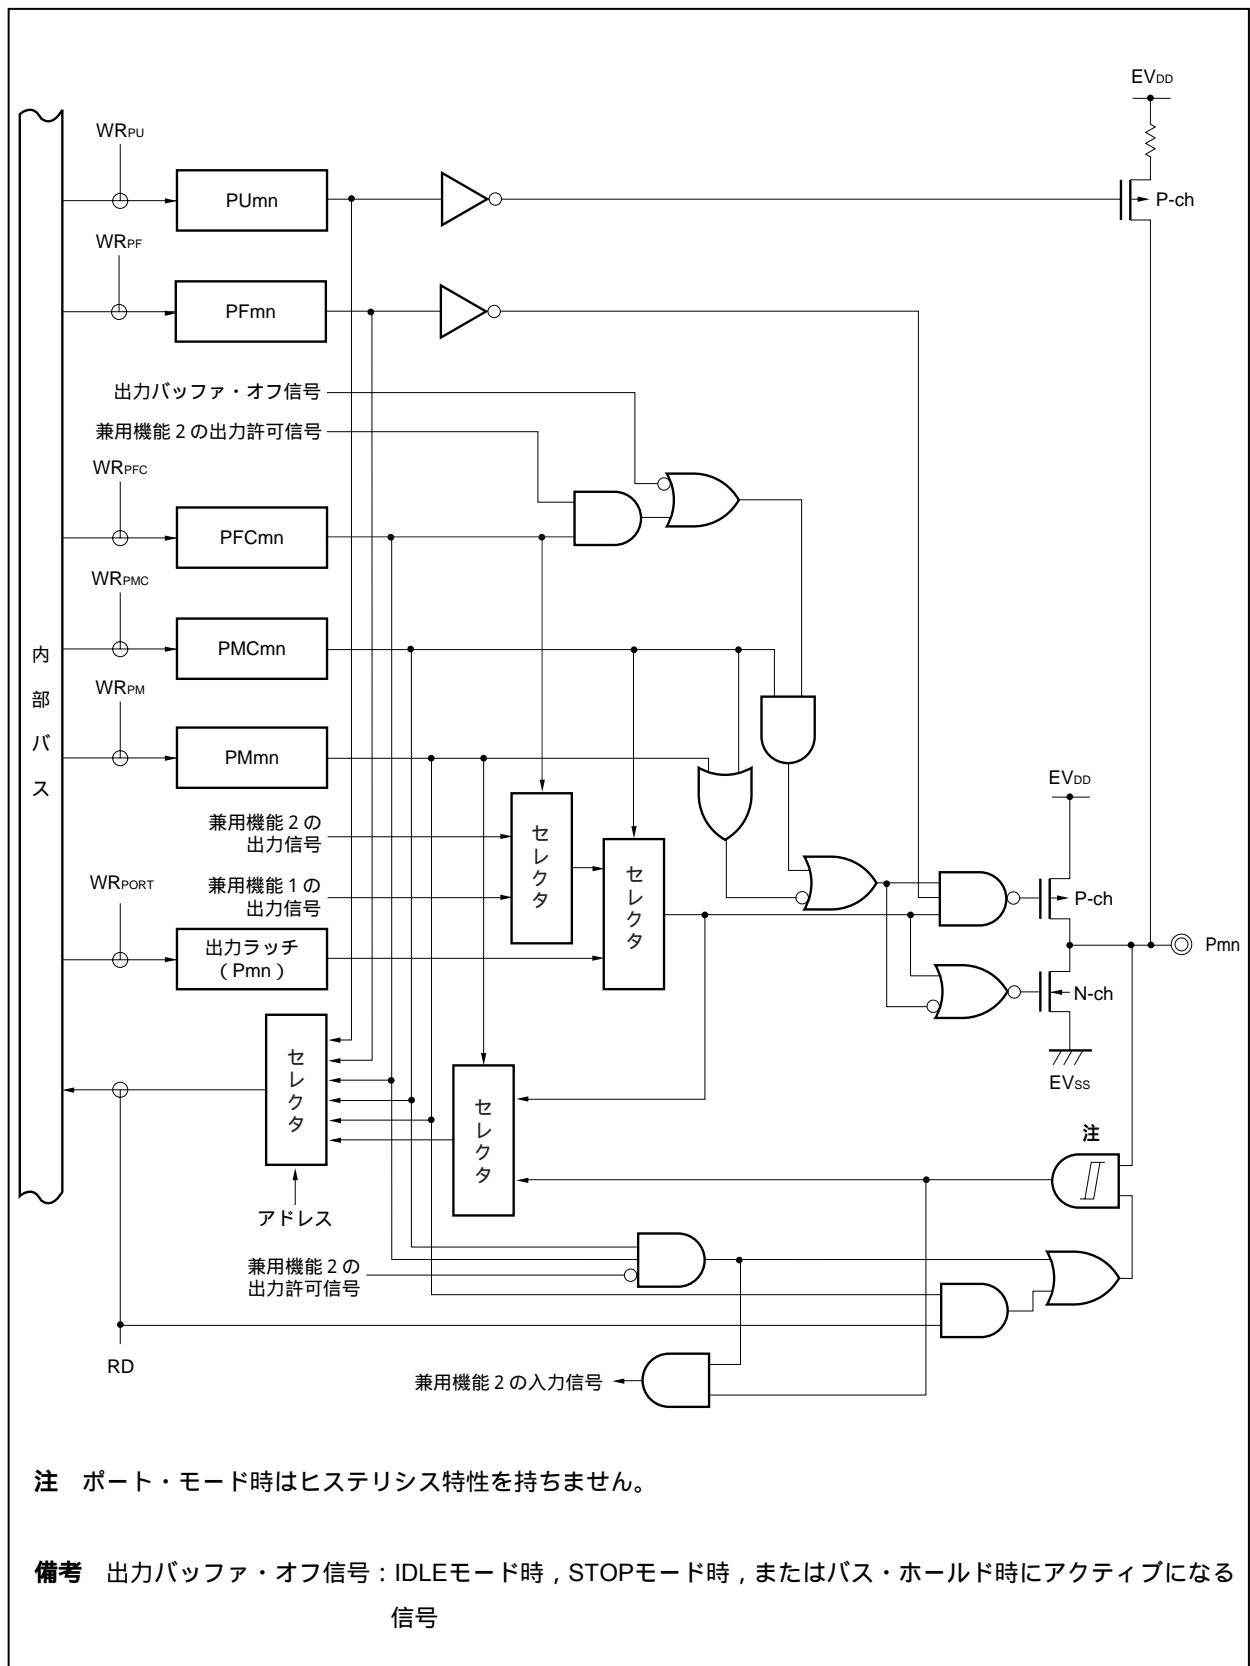 EVDD
WRPU
PUmn
P-ch
WRPF
PFmn
出力バッファ・オフ信号
兼用機能2の出力許可信号
WRPFC
PFCmn
WRPMC
PMCmn
内部バス
WRPM
PMmn
EVDD
兼用機能2の
出力信号
セレクタ
セレクタ
兼用機能1の
出力信号
WRPORT
P-ch
出力ラッチ
(Pmn)
Pmn
N-ch
EVSS
セレクタ
セレクタ
注
アドレス
兼用機能2の
出力許可信号
RD
兼用機能2の入力信号
注 ポート・モード時はヒステリシス特性を持ちません。
備考 出力バッファ・オフ信号:IDLEモード時,STOPモード時,またはバス・ホールド時にアクティブになる
信号